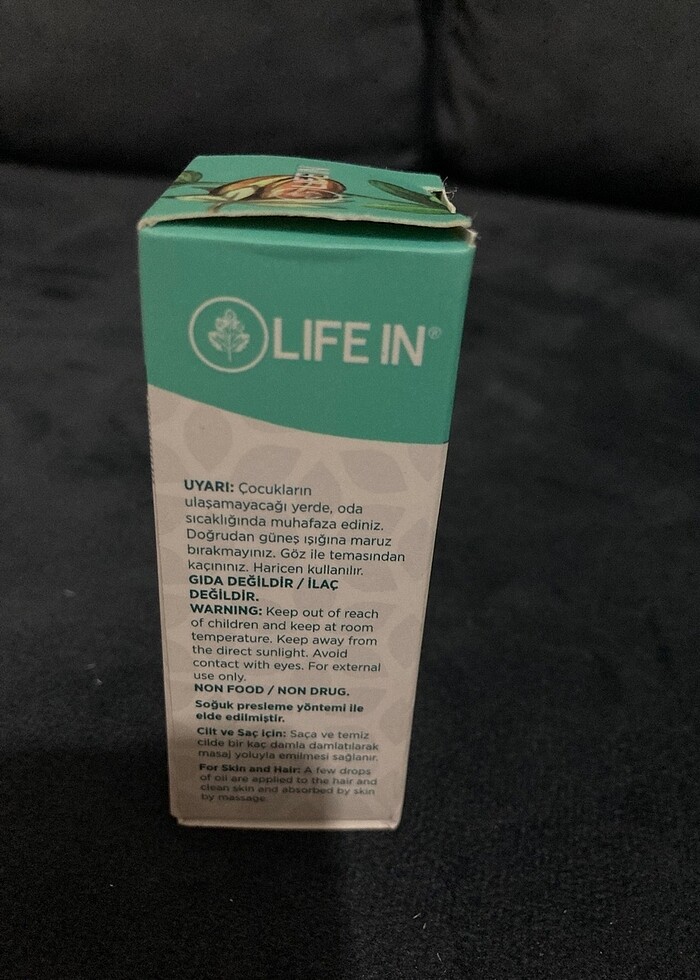 LIFE IN
LIFE IN®
UYARI: Çocukların
ulaşamayacağı yerde, oda
sıcaklığında muhafaza ediniz.
Doğrudan güneş ışığına maruz
bırakmayınız. Göz ile temasından
kaçınınız. Haricen kullanılır.
GIDA DEĞİLDİR / İLAÇ
DEĞİLDİR.
WARNING: Keep out of reach
of children and keep at room
temperature. Keep away from
the direct sunlight. Avoid
contact with eyes. For external
use only.
NON FOOD / NON DRUG.
Soğuk presleme yöntemi ile
elde edilmiştir.
Cilt ve Saç için: Saça ve temiz
cilde bir kaç damla damlatılarak
masaj yoluyla emilmesi sağlanır.
For Skin and Hair: A few drops
of oil are applied to the hair and
clean skin and absorbed by skin
by massage.